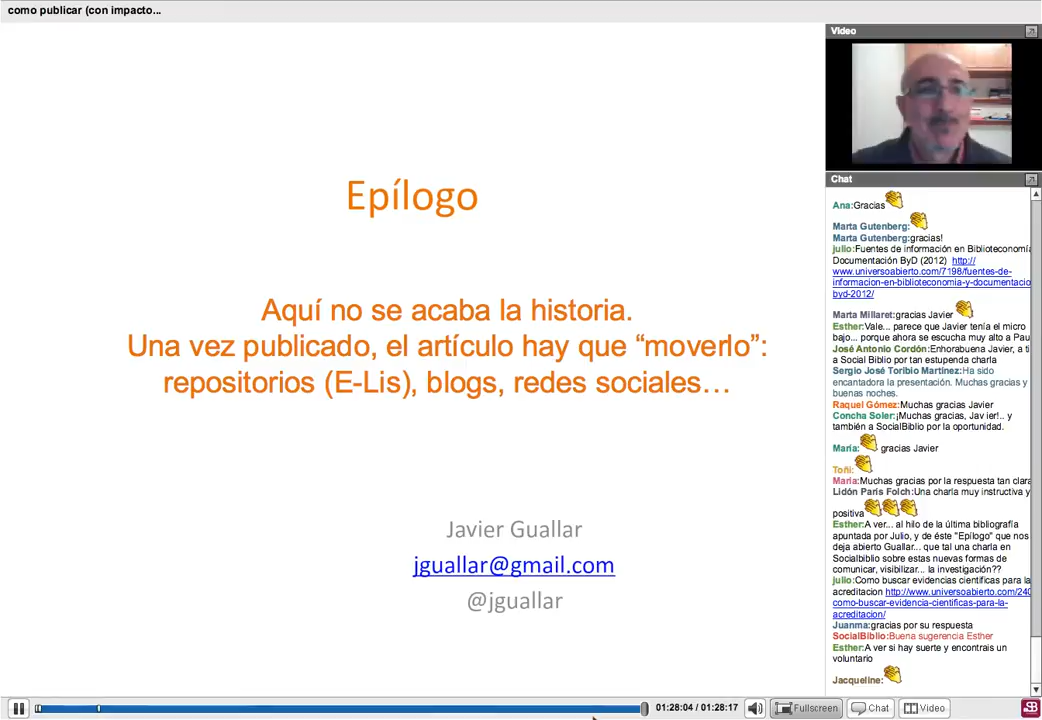 como publicar (con impacto...
Epílogo
Aquí no se acaba la historia.
Una vez publicado, el artículo hay que “moverlo”:
repositorios (E-Lis), blogs, redes sociales…
Javier Guallar
jguallar@gmail.com
@jguallar
Video
Chat
Ana:Gracias
Marta Gutenberg:
Marta Gutenberg:gracias!
julio:Fuentes de información en Biblioteconomía
Documentación ByD (2012) http://
www.universoabierto.com/7198/fuentes-de-
informacion-en-biblioteconomia-y-documentacio
byd-2012/
Marta Millaret:gracias Javier
Esther:Vale... parece que Javier tenía el micro
bajo... porque ahora se escucha muy alto a Pau
José Antonio Cordón:Enhorabuena Javier, a ti
a Social Biblio por tan estupenda charla
Sergio José Toribio Martínez:Ha sido
encantadora la presentación. Muchas gracias y
buenas noches.
Raquel Gómez:Muchas gracias Javier
Concha Soler:¡Muchas gracias, Jav ier!.. y
también a SocialBiblio por la oportunidad.
María: gracias Javier
Toñi:
María:Muchas gracias por la respuesta tan clara
Lidón París Folch:Una charla muy instructiva y
positiva
Esther:A ver... al hilo de la última bibliografía
apuntada por Julio, y de éste "Epílogo" que nos
deja abierto Guallar... que tal una charla en
Socialbiblio sobre estas nuevas formas de
comunicar, visibilizar... la investigación??
julio:Como buscar evidencias científicas para la
acreditacion http://www.universoabierto.com/240
como-buscar-evidencia-cientificas-para-la-
acreditacion/
Juanma:gracias por su respuesta
SocialBiblio:Buena sugerencia Esther
Esther:A ver si hay suerte y encontrais un
voluntario
Jacqueline:
01:28:04 / 01:28:17
Fullscreen
Chat
Video
SB